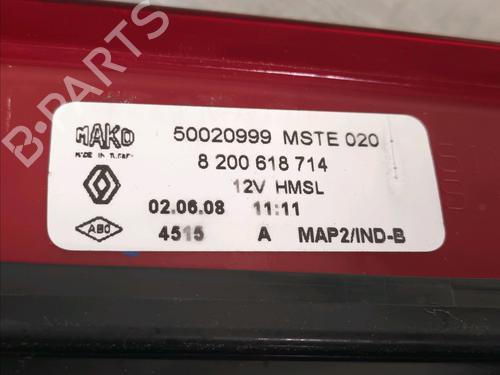 B-PARTS
MAKO 50020999 MSTE 020
MADE IN TURKEY
8 200 618 714
12V HMSL
02.06.08 11:11
ABO 4515 A MAP2/IND-B